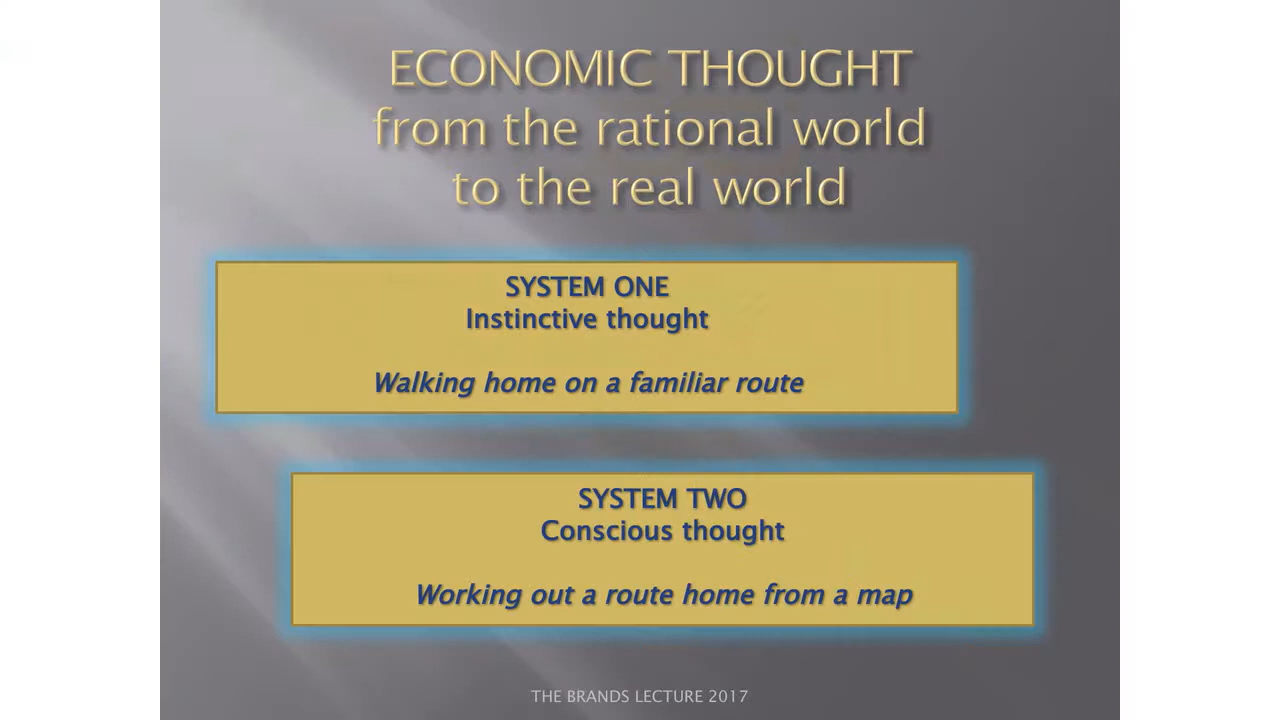 ECONOMIC THOUGHT
from the rational world
to the real world
SYSTEM ONE
Instinctive thought
Walking home on a familiar route
SYSTEM TWO
Conscious thought
Working out a route home from a map
THE BRANDS LECTURE 2017